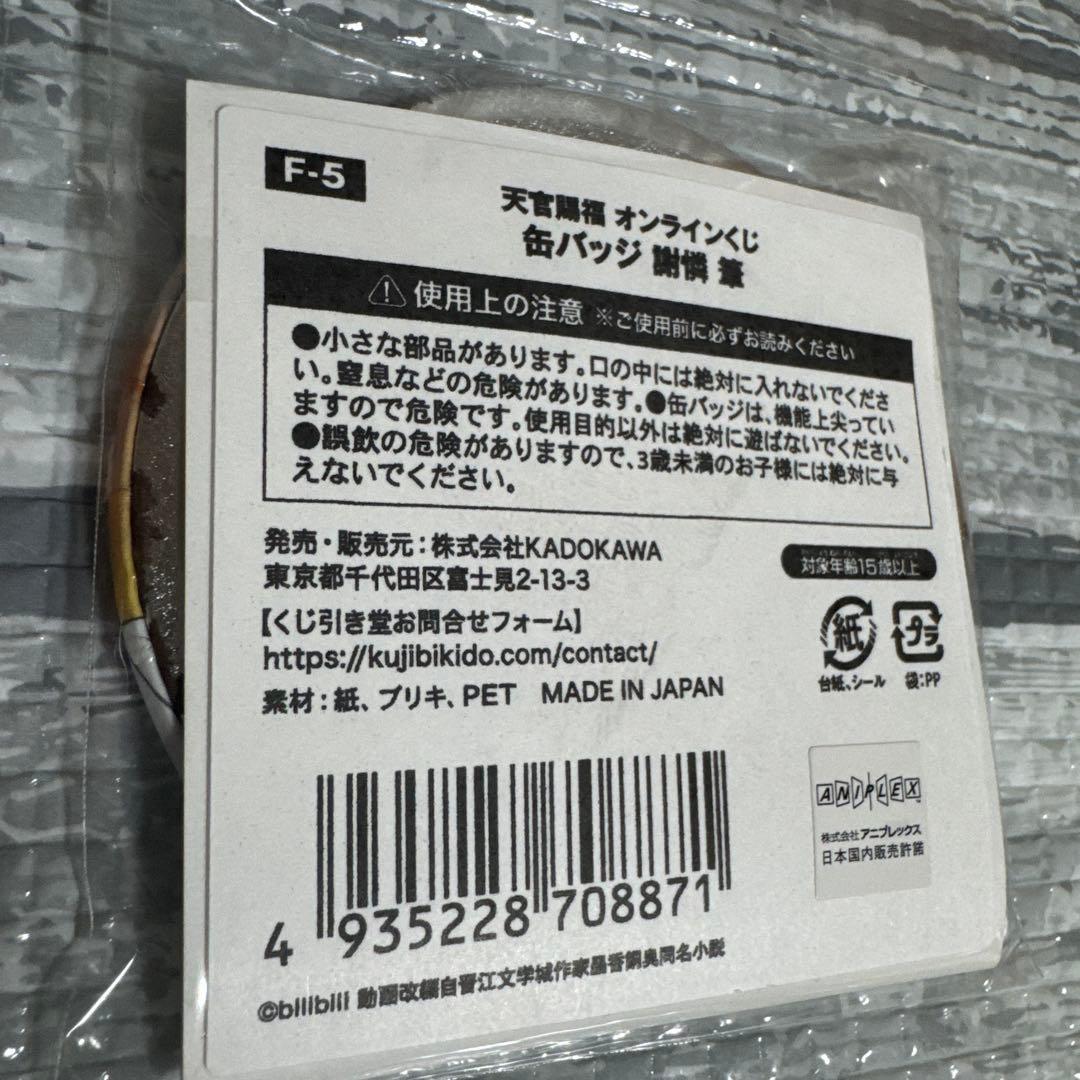 F-5
天官賜福 オンラインくじ
缶バッジ 謝憐 筆
使用上の注意 ※ご使用前に必ずお読みください
●小さな部品があります。口の中には絶対に入れないでくださ
い。窒息などの危険があります。●缶バッジは、機能上尖ってい
ますので危険です。使用目的以外は絶対に遊ばないでください。
●誤飲の危険がありますので、3歳未満のお子様には絶対に与
えないでください。
発売・販売元：株式会社KADOKAWA
東京都千代田区富士見2-13-3
【くじ引き堂お問合せフォーム】
https://kujibikido.com/contact/
素材：紙、ブリキ、PET MADE IN JAPAN
対象年齢15歳以上
紙 プラ
台紙、シール 袋：PP
ANIPLEX
株式会社アニプレックス
日本国内販売許諾
4 935228 708871
©bilibili 動画改編自晋江文学城作家墨香銅臭同名小説